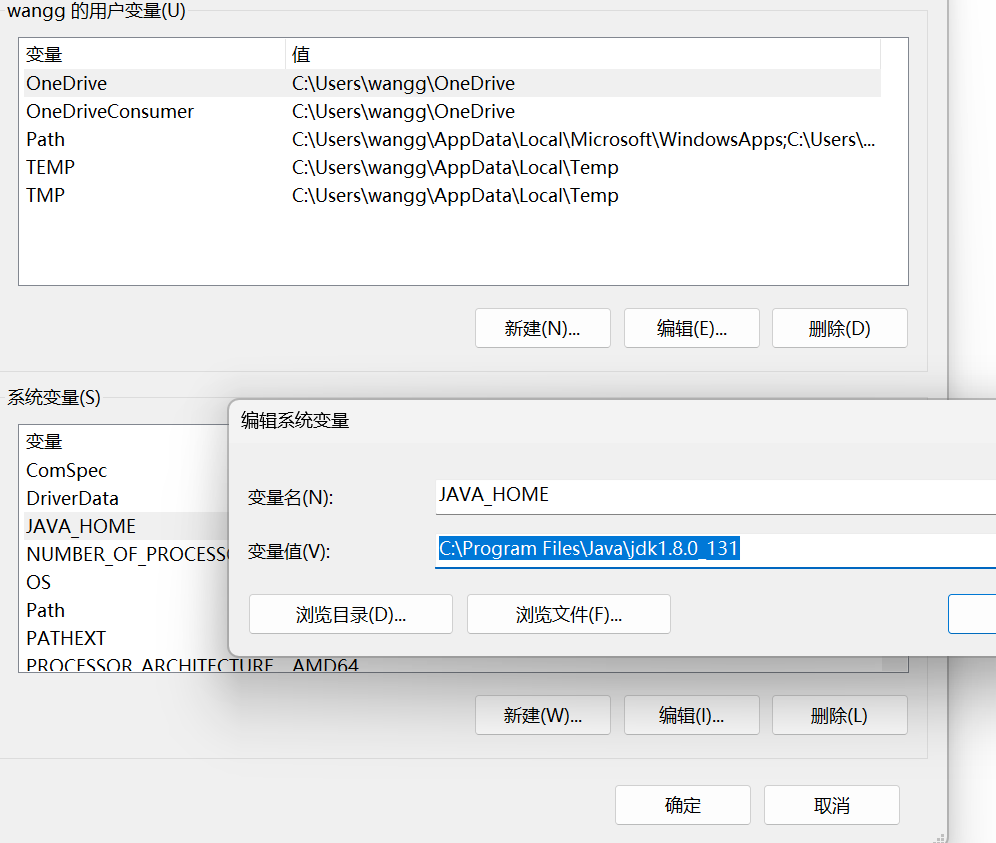 wangg 的用户变量(U)
变量 值
OneDrive C:\Users\wangg\OneDrive
OneDriveConsumer C:\Users\wangg\OneDrive
Path C:\Users\wangg\AppData\Local\Microsoft\WindowsApps;C:\Users\...
TEMP C:\Users\wangg\AppData\Local\Temp
TMP C:\Users\wangg\AppData\Local\Temp
新建(N)... 编辑(E)... 删除(D)
系统变量(S)
变量
ComSpec
DriverData
JAVA_HOME
NUMBER_OF_PROCESSO
OS
Path
PATHEXT
PROCESSOR_ARCHITECTURE AMD64
编辑系统变量
变量名(N): JAVA_HOME
变量值(V): C:\Program Files\Java\jdk1.8.0_131
浏览目录(D)... 浏览文件(F)...
新建(W)... 编辑(I)... 删除(L)
确定 取消